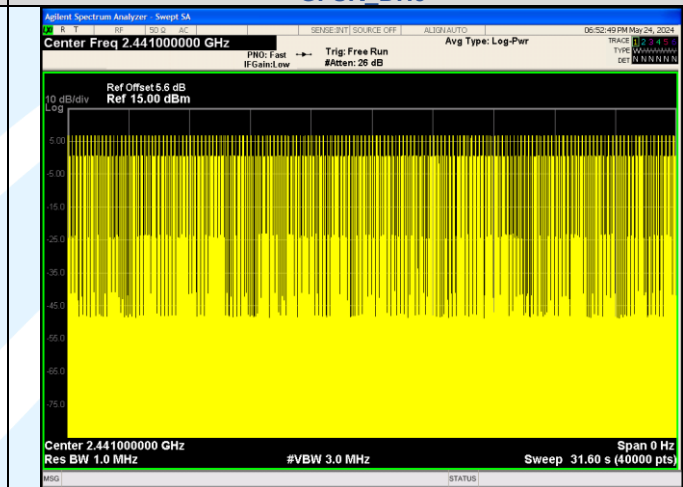 Agilent Spectrum Analyzer - Swept SA
R T RF 50 Ω AC SENSE:INT SOURCE OFF ALIGN AUTO 06:52:49 PM May 24, 2024
Center Freq 2.441000000 GHz
PNO: Fast
IFGain:Low
Trig: Free Run
#Atten: 26 dB
Avg Type: Log-Pwr
TRACE 1 2 3 4 5 6
TYPE W
DET N N N N N N
Ref Offset 5.6 dB
10 dB/div Ref 15.00 dBm
Log
5.00
-5.00
-15.0
-25.0
-35.0
-45.0
-55.0
-65.0
-75.0
Center 2.441000000 GHz Span 0 Hz
Res BW 1.0 MHz #VBW 3.0 MHz Sweep 31.60 s (40000 pts)
MSG STATUS